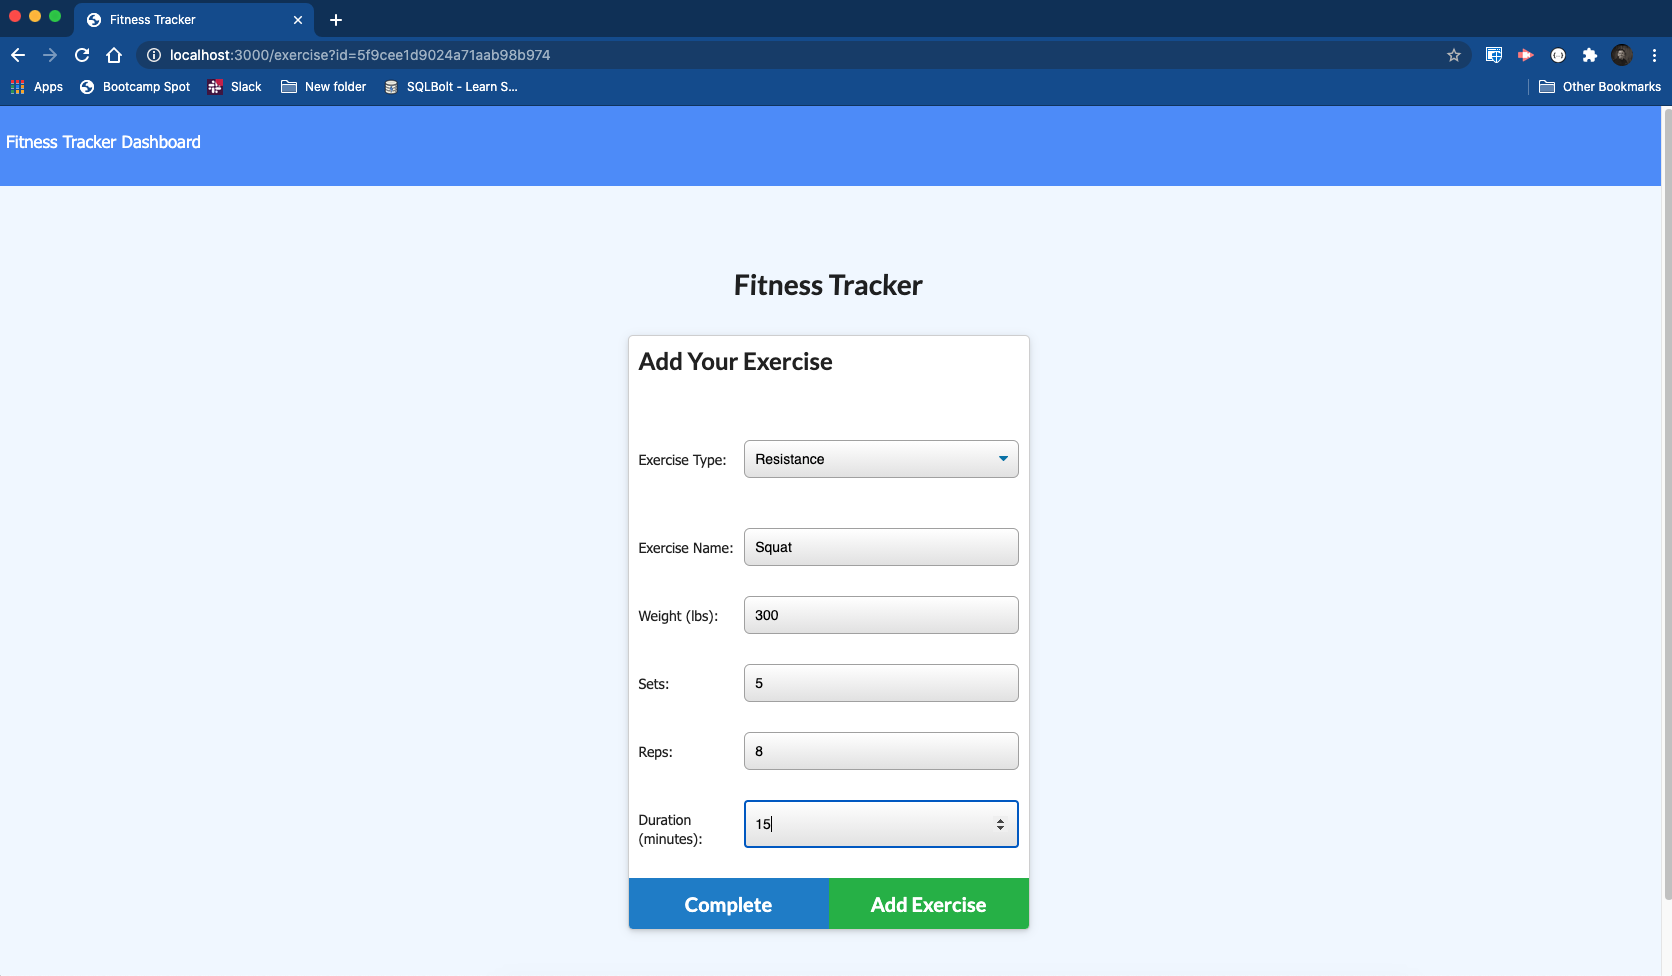 Fitness Tracker
localhost:3000/exercise?id=5f9cee1d9024a71aab98b974
Apps Bootcamp Spot Slack New folder SQLBolt - Learn S... Other Bookmarks
Fitness Tracker Dashboard
Fitness Tracker
Add Your Exercise
Exercise Type: Resistance
Exercise Name: Squat
Weight (lbs): 300
Sets: 5
Reps: 8
Duration
(minutes): 15
Complete Add Exercise